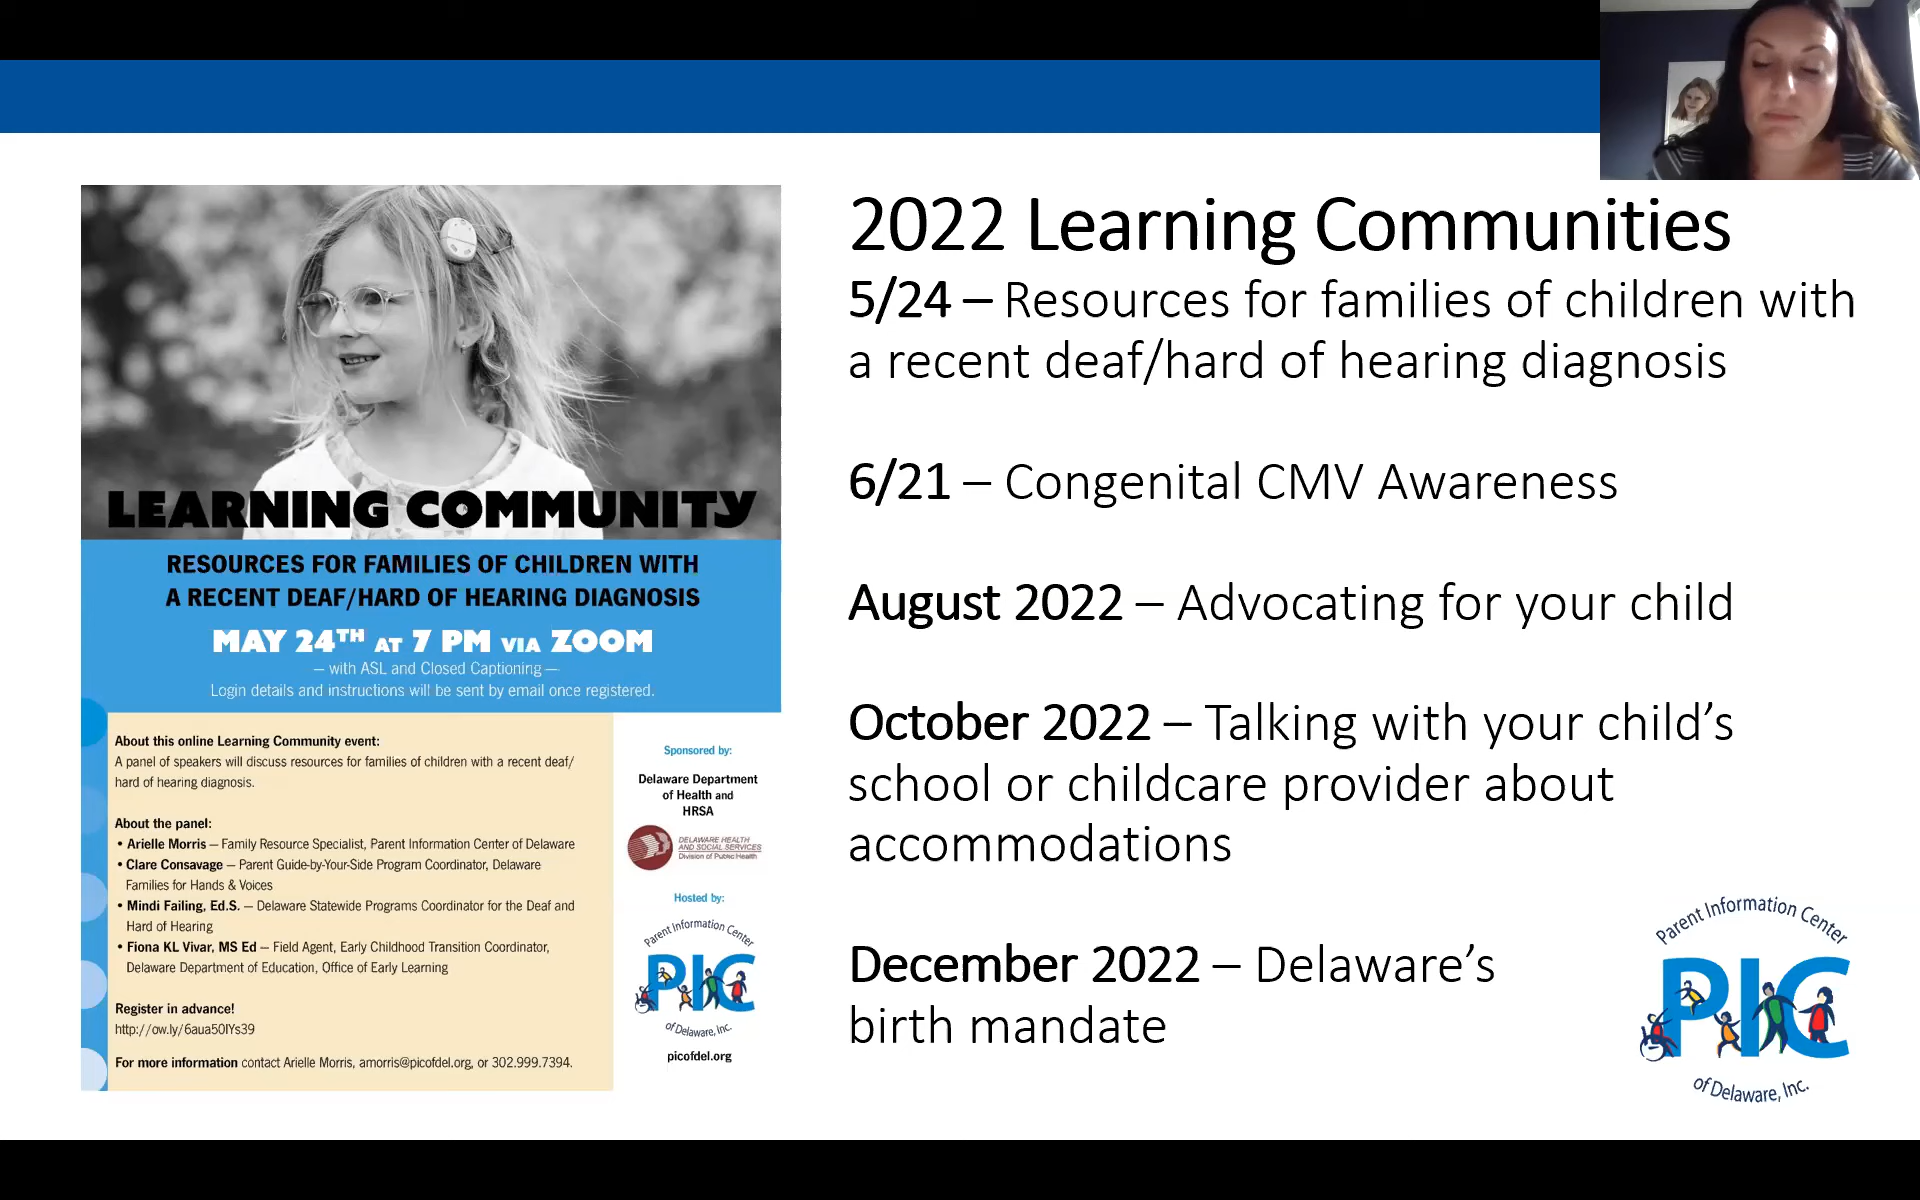 LEARNING COMMUNITY
RESOURCES FOR FAMILIES OF CHILDREN WITH
A RECENT DEAF/HARD OF HEARING DIAGNOSIS
MAY 24TH AT 7 PM VIA ZOOM
— with ASL and Closed Captioning —
Login details and instructions will be sent by email once registered.
About this online Learning Community event:
A panel of speakers will discuss resources for families of children with a recent deaf/
hard of hearing diagnosis.
About the panel:
• Arielle Morris — Family Resource Specialist, Parent Information Center of Delaware
• Clare Consavage — Parent Guide-by-Your-Side Program Coordinator, Delaware
Families for Hands & Voices
• Mindi Failing, Ed.S. — Delaware Statewide Programs Coordinator for the Deaf and
Hard of Hearing
• Fiona KL Vivar, MS Ed — Field Agent, Early Childhood Transition Coordinator,
Delaware Department of Education, Office of Early Learning
Register in advance!
http://ow.ly/6aua50IYs39
For more information contact Arielle Morris, amorris@picofdel.org, or 302.999.7394.
Sponsored by:
Delaware Department
of Health and
HRSA
DELAWARE HEALTH
AND SOCIAL SERVICES
Division of Public Health
Hosted by:
Parent Information Center
PIC
of Delaware, Inc.
picofdel.org
2022 Learning Communities
5/24 – Resources for families of children with
a recent deaf/hard of hearing diagnosis
6/21 – Congenital CMV Awareness
August 2022 – Advocating for your child
October 2022 – Talking with your child’s
school or childcare provider about
accommodations
December 2022 – Delaware’s
birth mandate
Parent Information Center
PIC
of Delaware, Inc.